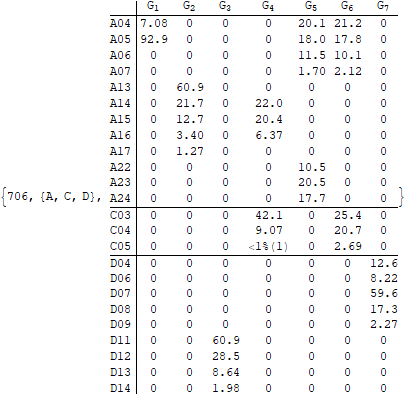 G₁ G₂ G₃ G₄ G₅ G₆ G₇
A04 7.08 0 0 0 20.1 21.2 0
A05 92.9 0 0 0 18.0 17.8 0
A06 0 0 0 0 11.5 10.1 0
A07 0 0 0 0 1.70 2.12 0
A13 0 60.9 0 0 0 0 0
A14 0 21.7 0 22.0 0 0 0
A15 0 12.7 0 20.4 0 0 0
A16 0 3.40 0 6.37 0 0 0
A17 0 1.27 0 0 0 0 0
A22 0 0 0 0 10.5 0 0
A23 0 0 0 0 20.5 0 0
{706, {A, C, D}, A24 0 0 0 0 17.7 0 0 }
C03 0 0 0 42.1 0 25.4 0
C04 0 0 0 9.07 0 20.7 0
C05 0 0 0 <1%(1) 0 2.69 0
D04 0 0 0 0 0 0 12.6
D06 0 0 0 0 0 0 8.22
D07 0 0 0 0 0 0 59.6
D08 0 0 0 0 0 0 17.3
D09 0 0 0 0 0 0 2.27
D11 0 0 60.9 0 0 0 0
D12 0 0 28.5 0 0 0 0
D13 0 0 8.64 0 0 0 0
D14 0 0 1.98 0 0 0 0